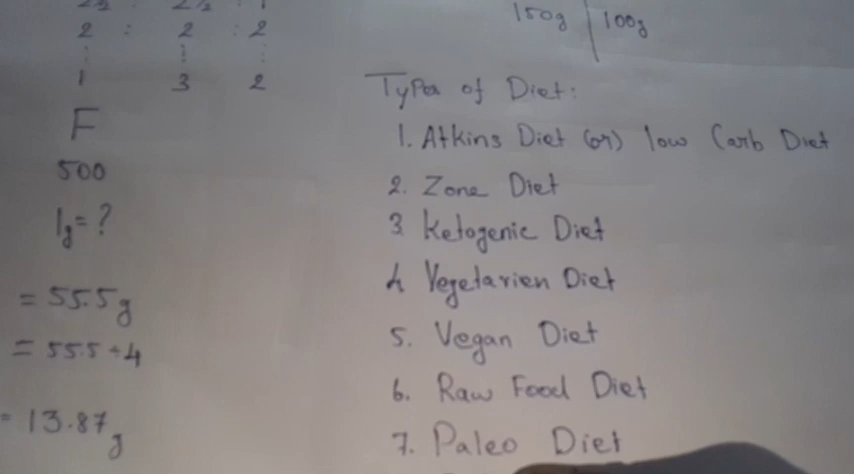 2 : 2 : 2
1 3 2
F
500
1g = ?
= 55.5g
= 55.5 ÷ 4
= 13.87g
150g | 100g
Types of Diet:
1. Atkins Diet (or) low Carb Diet
2. Zone Diet
3 Ketogenic Diet
4 Vegetarien Diet
5. Vegan Diet
6. Raw Food Diet
7. Paleo Diet